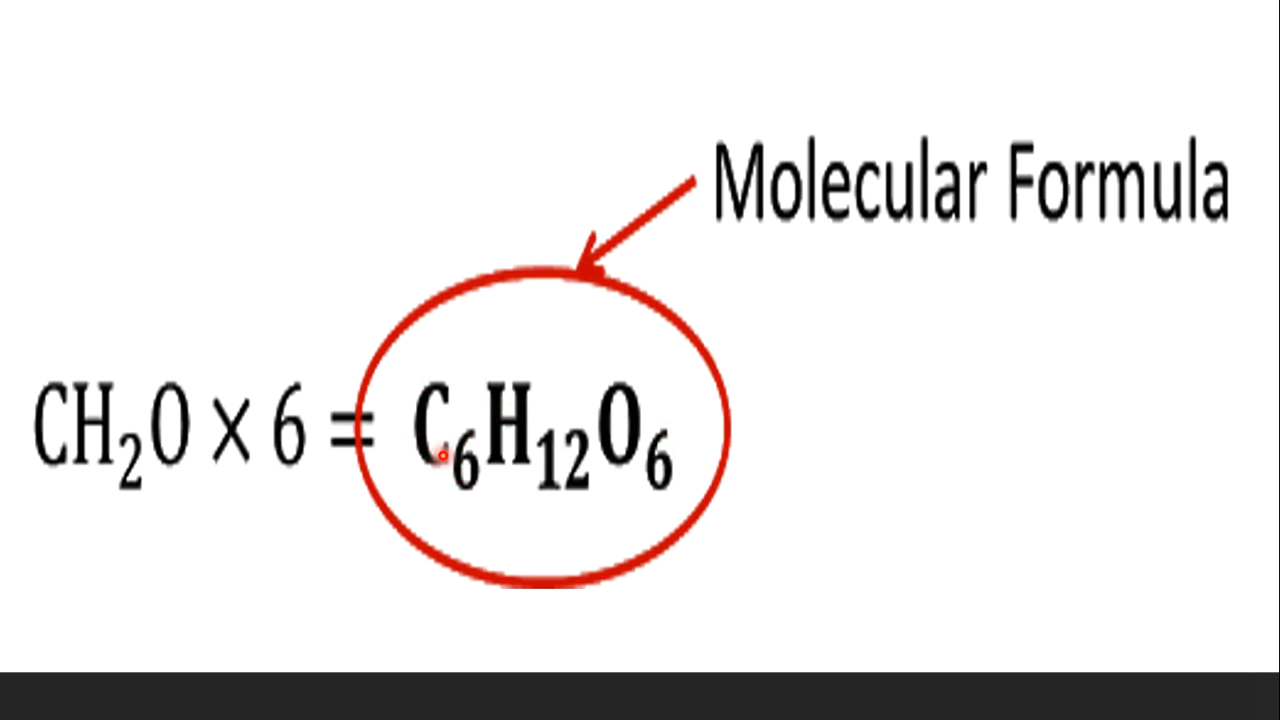 Molecular Formula
CH₂O × 6 = C₆H₁₂O₆